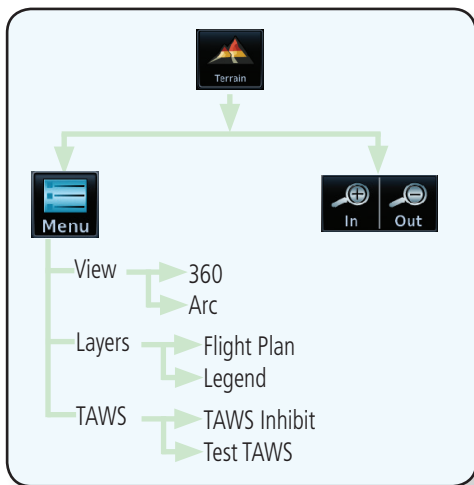 Terrain
Menu
In Out
View
360
Arc
Layers
Flight Plan
Legend
TAWS
TAWS Inhibit
Test TAWS